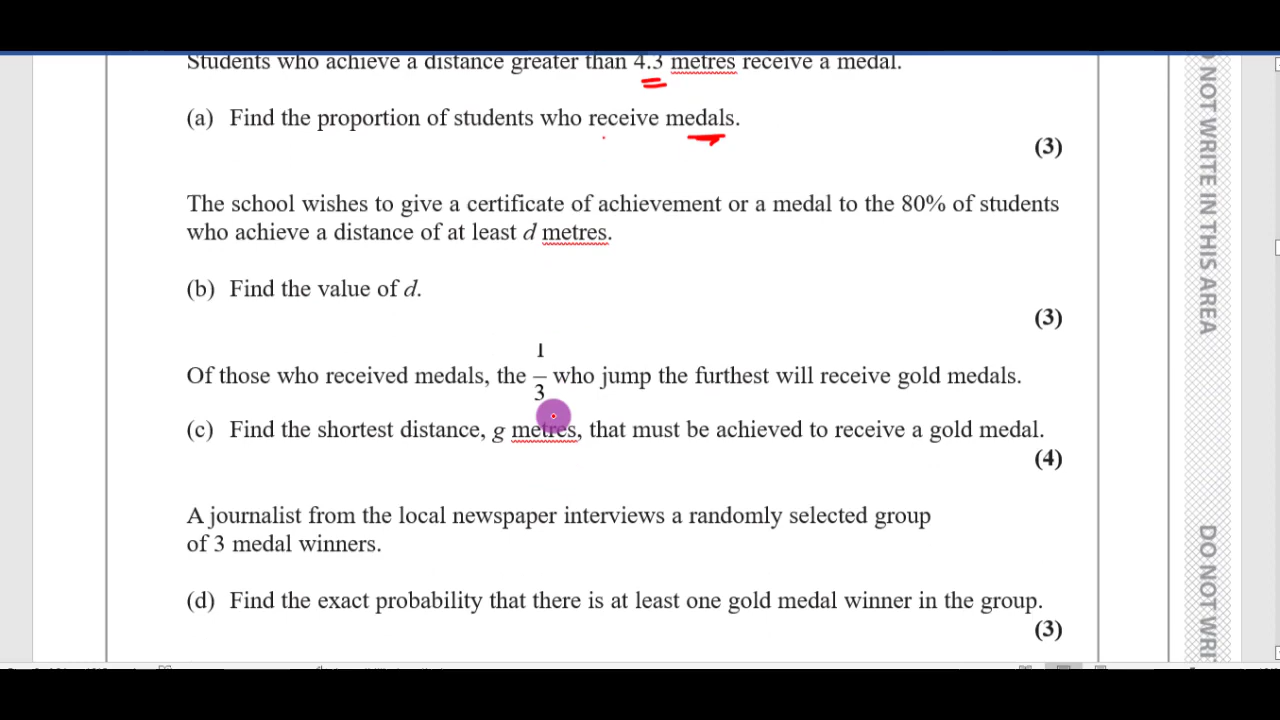 Students who achieve a distance greater than 4.3 metres receive a medal.
(a) Find the proportion of students who receive medals.
(3)
The school wishes to give a certificate of achievement or a medal to the 80% of students
who achieve a distance of at least d metres.
(b) Find the value of d.
(3)
Of those who received medals, the 1/3 who jump the furthest will receive gold medals.
(c) Find the shortest distance, g metres, that must be achieved to receive a gold medal.
(4)
A journalist from the local newspaper interviews a randomly selected group
of 3 medal winners.
(d) Find the exact probability that there is at least one gold medal winner in the group.
(3)
NOT WRITE IN THIS AREA
DO NOT WRI